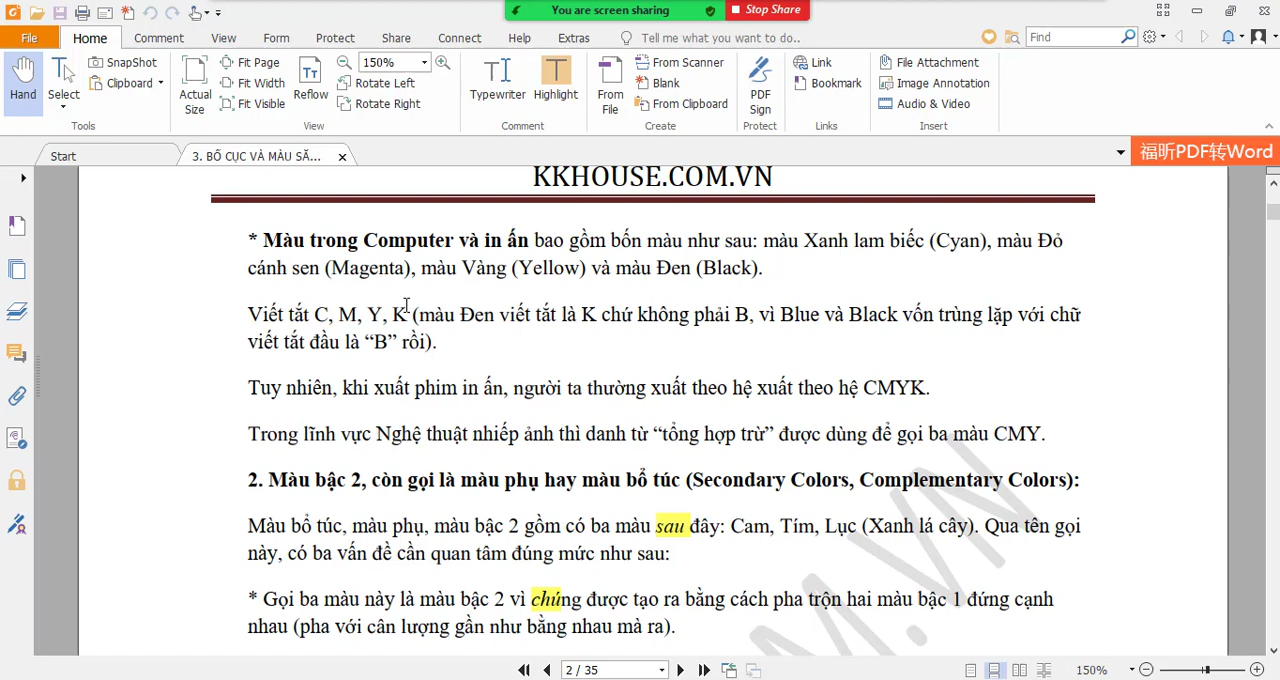 You are screen sharing
Stop Share
File Home Comment View Form Protect Share Connect Help Extras Tell me what you want to do.. Find
Hand
Select
SnapShot
Clipboard
Tools
Actual Size
Fit Page
Fit Width
Fit Visible
Reflow
150%
Rotate Left
Rotate Right
View
Typewriter
Highlight
Comment
From File
From Scanner
Blank
From Clipboard
Create
PDF Sign
Protect
Link
Bookmark
Links
File Attachment
Image Annotation
Audio & Video
Insert
Start
3. BỐ CỤC VÀ MÀU SĂ...
福昕PDF转Word
KKHOUSE.COM.VN
* Màu trong Computer và in ấn bao gồm bốn màu như sau: màu Xanh lam biếc (Cyan), màu Đỏ
cánh sen (Magenta), màu Vàng (Yellow) và màu Đen (Black).
Viết tắt C, M, Y, K (màu Đen viết tắt là K chứ không phải B, vì Blue và Black vốn trùng lặp với chữ
viết tắt đầu là “B” rồi).
Tuy nhiên, khi xuất phim in ấn, người ta thường xuất theo hệ xuất theo hệ CMYK.
Trong lĩnh vực Nghệ thuật nhiếp ảnh thì danh từ “tổng hợp trừ” được dùng để gọi ba màu CMY.
2. Màu bậc 2, còn gọi là màu phụ hay màu bổ túc (Secondary Colors, Complementary Colors):
Màu bổ túc, màu phụ, màu bậc 2 gồm có ba màu sau đây: Cam, Tím, Lục (Xanh lá cây). Qua tên gọi
này, có ba vấn đề cần quan tâm đúng mức như sau:
* Gọi ba màu này là màu bậc 2 vì chúng được tạo ra bằng cách pha trộn hai màu bậc 1 đứng cạnh
nhau (pha với cân lượng gần như bằng nhau mà ra).
M.VN
2 / 35
150%